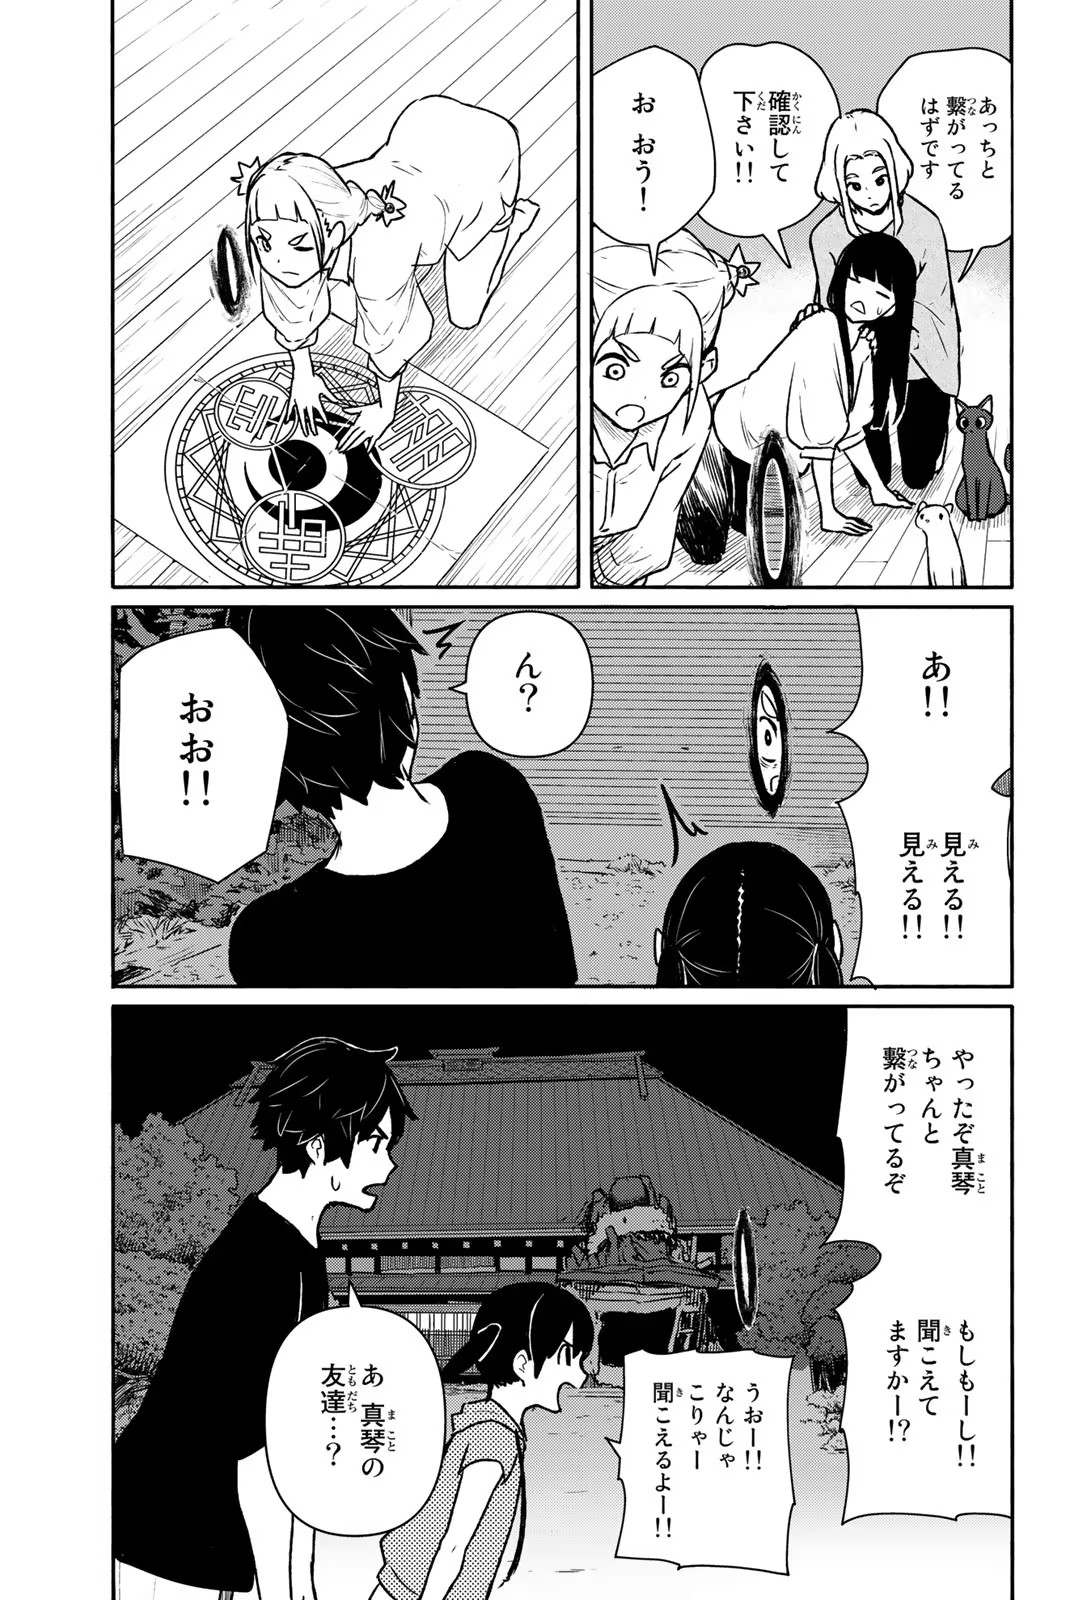 あっちと
繋がってる
はずです
確認して
下さい!!
お おう!
あ!!
見える!!
見える!!
ん?
おお!!
やったぞ真琴
ちゃんと
繋がってるぞ
もしもーし!!
聞こえて
ますかー!?
うおー!!
なんじゃ
こりゃー
聞こえるよー!!
あ 真琴の
友達…?